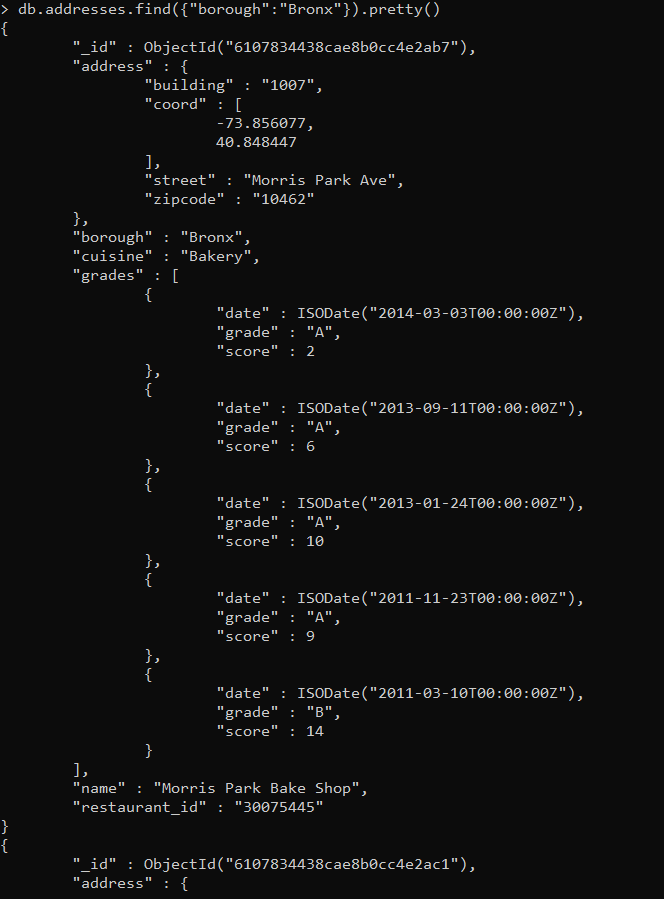 > db.addresses.find({"borough":"Bronx"}).pretty()
{
        "_id" : ObjectId("6107834438cae8b0cc4e2ab7"),
        "address" : {
                "building" : "1007",
                "coord" : [
                        -73.856077,
                        40.848447
                ],
                "street" : "Morris Park Ave",
                "zipcode" : "10462"
        },
        "borough" : "Bronx",
        "cuisine" : "Bakery",
        "grades" : [
                {
                        "date" : ISODate("2014-03-03T00:00:00Z"),
                        "grade" : "A",
                        "score" : 2
                },
                {
                        "date" : ISODate("2013-09-11T00:00:00Z"),
                        "grade" : "A",
                        "score" : 6
                },
                {
                        "date" : ISODate("2013-01-24T00:00:00Z"),
                        "grade" : "A",
                        "score" : 10
                },
                {
                        "date" : ISODate("2011-11-23T00:00:00Z"),
                        "grade" : "A",
                        "score" : 9
                },
                {
                        "date" : ISODate("2011-03-10T00:00:00Z"),
                        "grade" : "B",
                        "score" : 14
                }
        ],
        "name" : "Morris Park Bake Shop",
        "restaurant_id" : "30075445"
}
{
        "_id" : ObjectId("6107834438cae8b0cc4e2ac1"),
        "address" : {